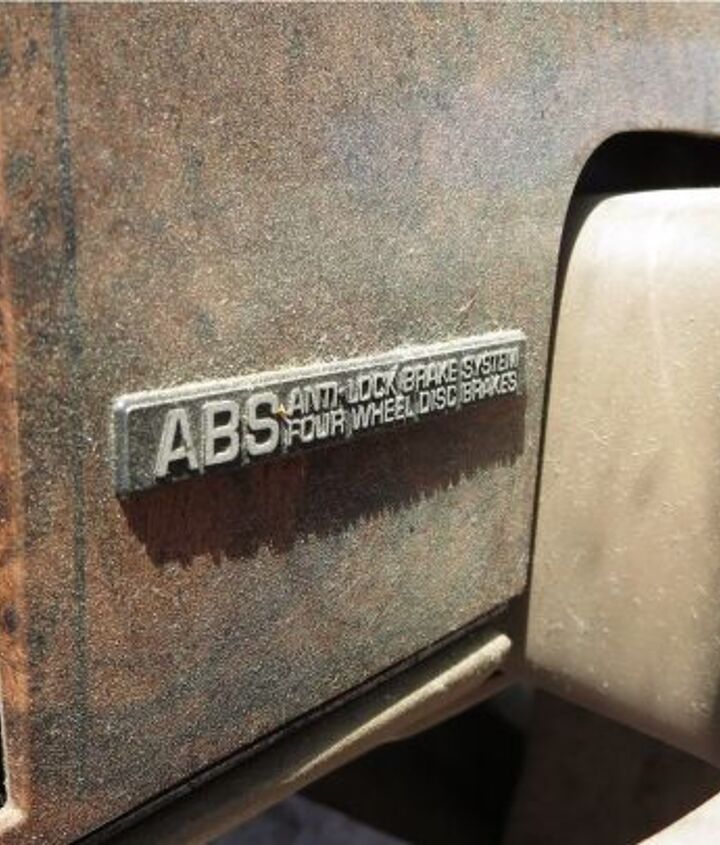 ABS
ANTI-LOCK BRAKE SYSTEM
FOUR WHEEL DISC BRAKES